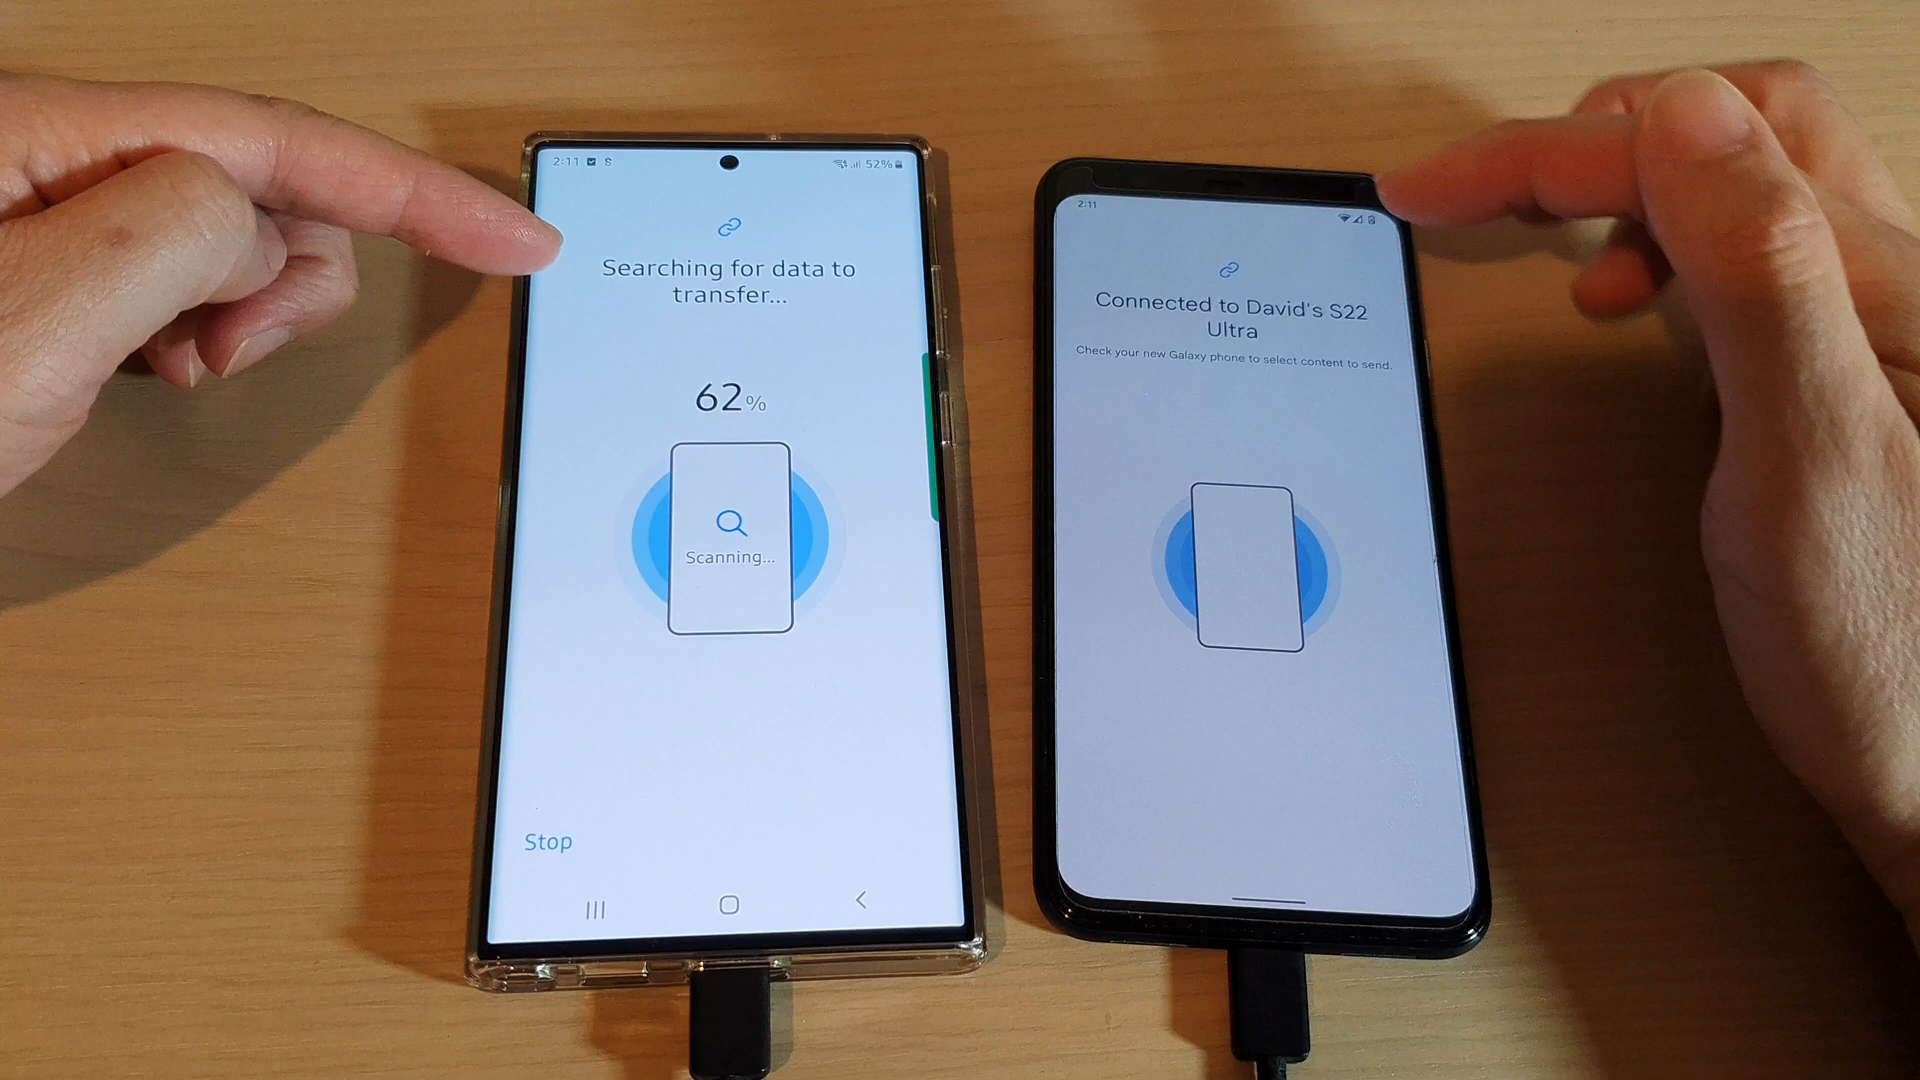 2:11
52%
Searching for data to
transfer...
62%
Scanning...
Stop
2:11
Connected to David's S22
Ultra
Check your new Galaxy phone to select content to send.